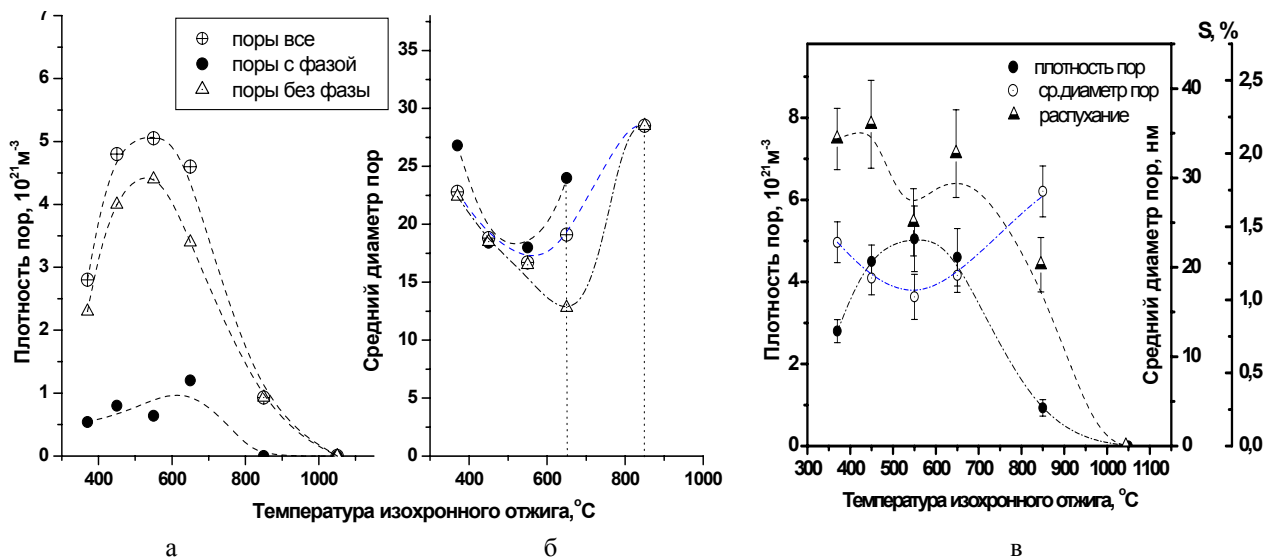 7
6
5
4
3
2
1
0
Плотность пор, 10²¹м⁻³
поры все
поры с фазой
поры без фазы
400 600 800 1000
35
30
25
20
15
10
5
0
Средний диаметр пор
400 600 800 1000
Температура изохронного отжига,°С
S, %
плотность пор
ср.диаметр пор
распухание
8
6
4
2
0
Плотность пор, 10²¹м⁻³
300 400 500 600 700 800 900 1000 1100
40
30
20
10
0
Средний диаметр пор, нм
2,5
2,0
1,5
1,0
0,5
0,0
Температура изохронного отжига,°С
а б в